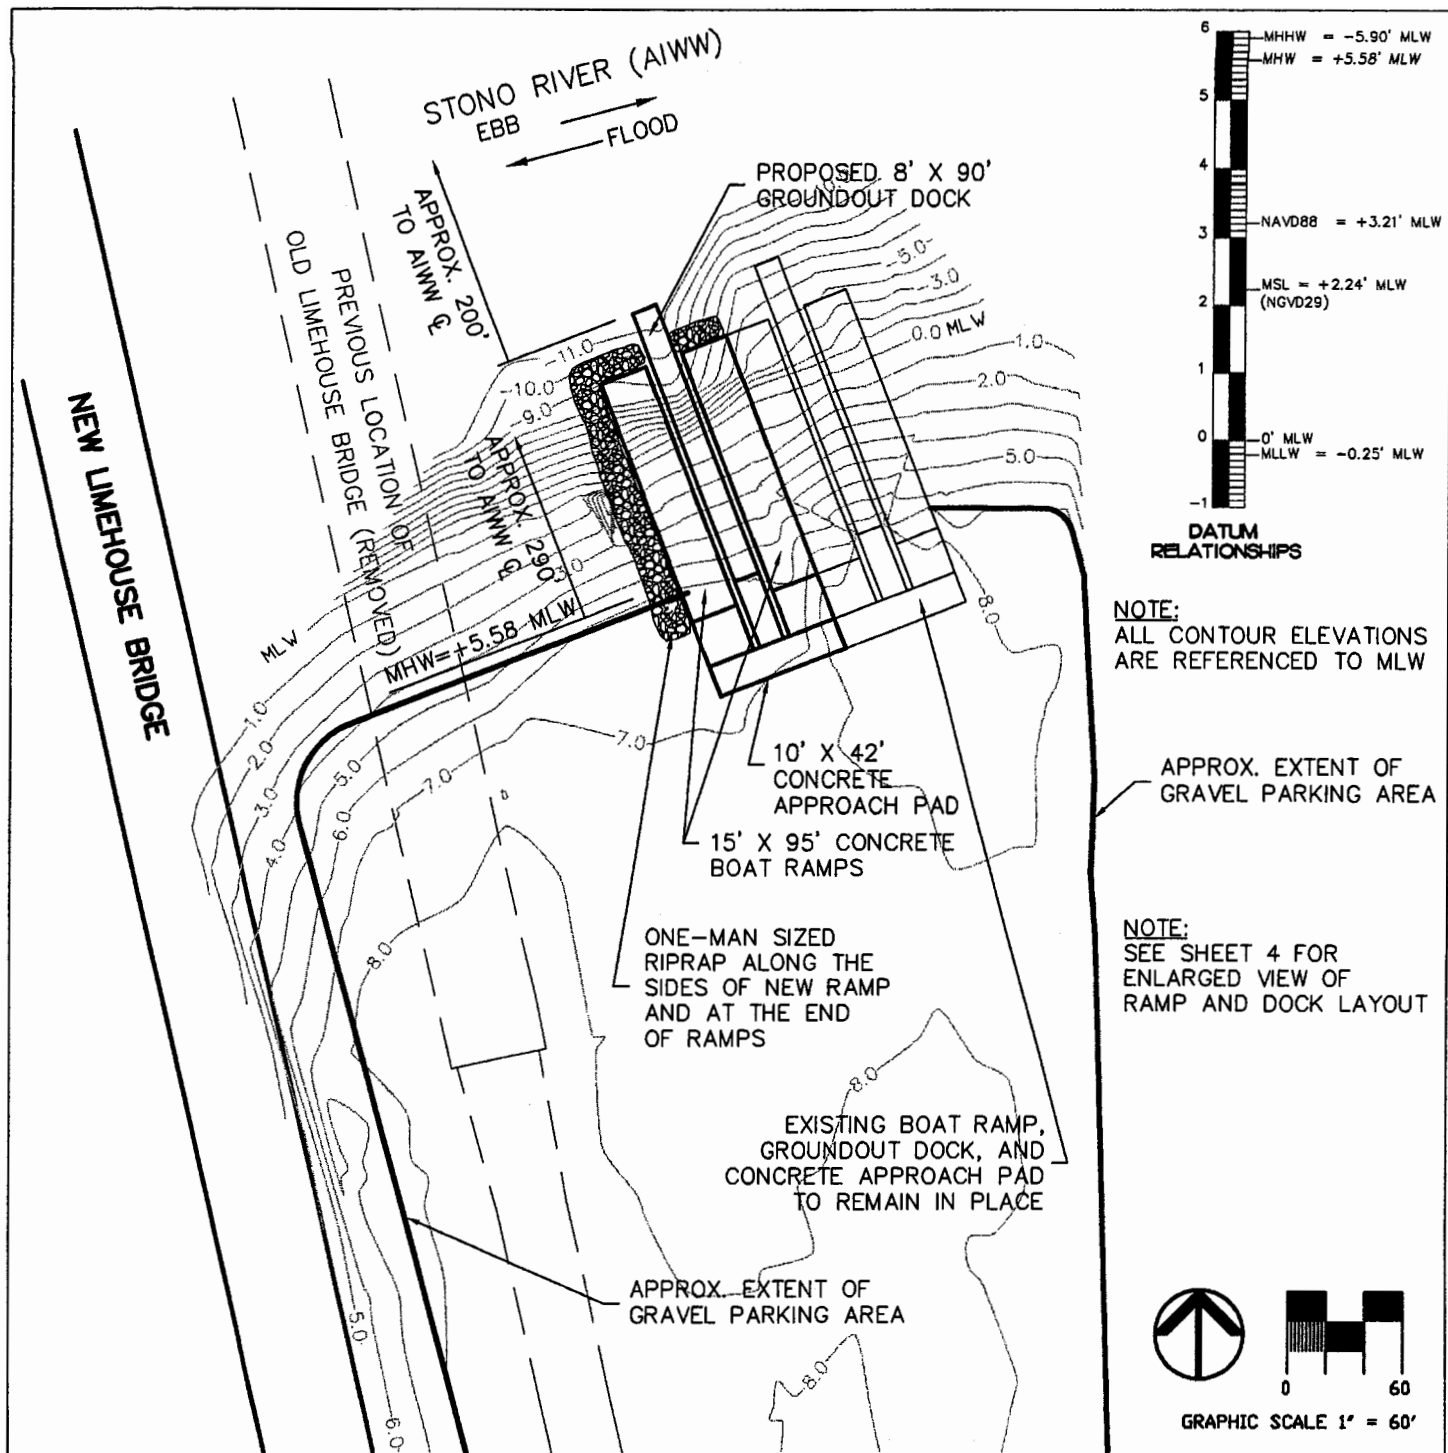 STONO RIVER (AIWW)
EBB
FLOOD
APPROX. 200'
TO AIWW ℄
PREVIOUS LOCATION OF
OLD LIMEHOUSE BRIDGE (REMOVED)
NEW LIMEHOUSE BRIDGE
PROPOSED 8' X 90'
GROUNDOUT DOCK
-5.0-
-3.0
0.0 MLW
1.0
2.0
5.0
-11.0
-10.0
-9.0
APPROX. 290'
TO AIWW ℄
3.0
MLW
MHW=+5.58 MLW
1.0
2.0
3.0
4.0
5.0
6.0
7.0
7.0
8.0
8.0
8.0
8.0
5.0
6.0
10' X 42'
CONCRETE
APPROACH PAD
15' X 95' CONCRETE
BOAT RAMPS
ONE-MAN SIZED
RIPRAP ALONG THE
SIDES OF NEW RAMP
AND AT THE END
OF RAMPS
EXISTING BOAT RAMP,
GROUNDOUT DOCK, AND
CONCRETE APPROACH PAD
TO REMAIN IN PLACE
APPROX. EXTENT OF
GRAVEL PARKING AREA
6
MHHW = -5.90' MLW
MHW = +5.58' MLW
5
4
NAVD88 = +3.21' MLW
3
MSL = +2.24' MLW
(NGVD29)
2
1
0
0' MLW
MLLW = -0.25' MLW
-1
DATUM
RELATIONSHIPS
NOTE:
ALL CONTOUR ELEVATIONS
ARE REFERENCED TO MLW
APPROX. EXTENT OF
GRAVEL PARKING AREA
NOTE:
SEE SHEET 4 FOR
ENLARGED VIEW OF
RAMP AND DOCK LAYOUT
0 60
GRAPHIC SCALE 1" = 60'